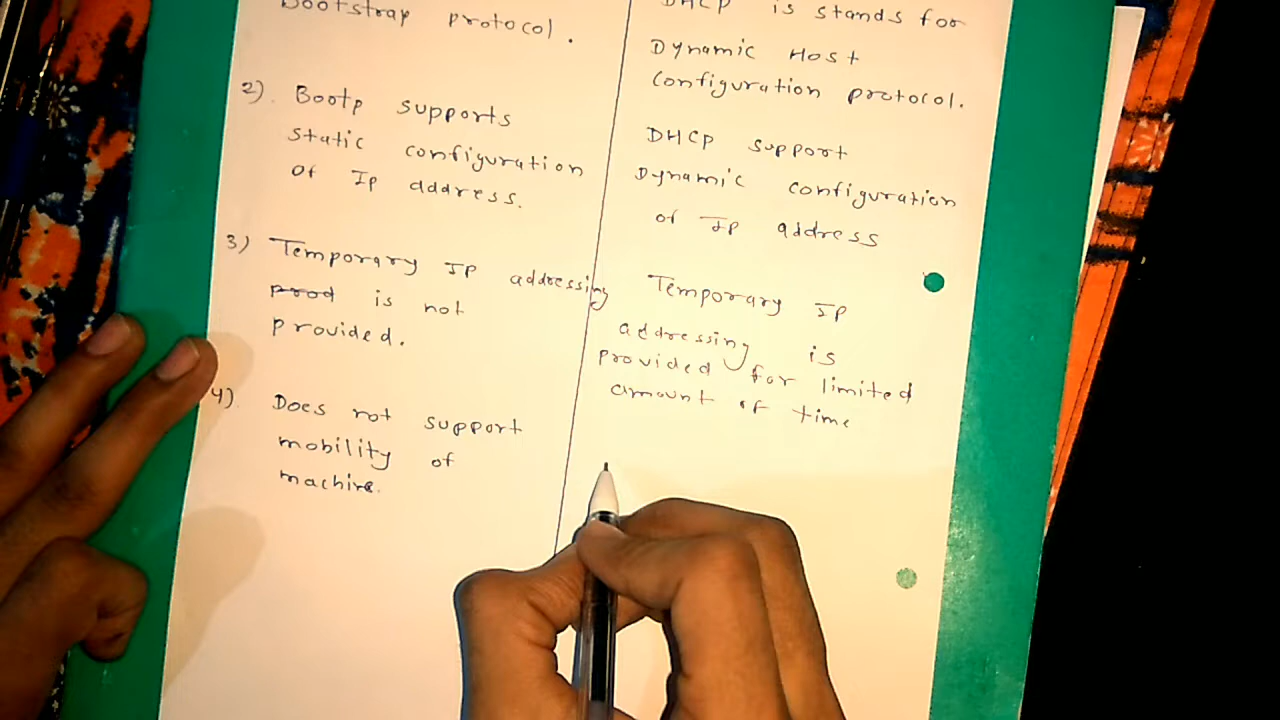 Bootstrap protocol.
2). Bootp supports
static configuration
of Ip address.
3) Temporary IP addressing
prod is not
provided.
4). Does not support
mobility of
machine.
DHCP is stands for
Dynamic Host
Configuration protocol.
DHCP support
Dynamic configuration
of IP address
Temporary IP
addressing is
provided for limited
amount of time